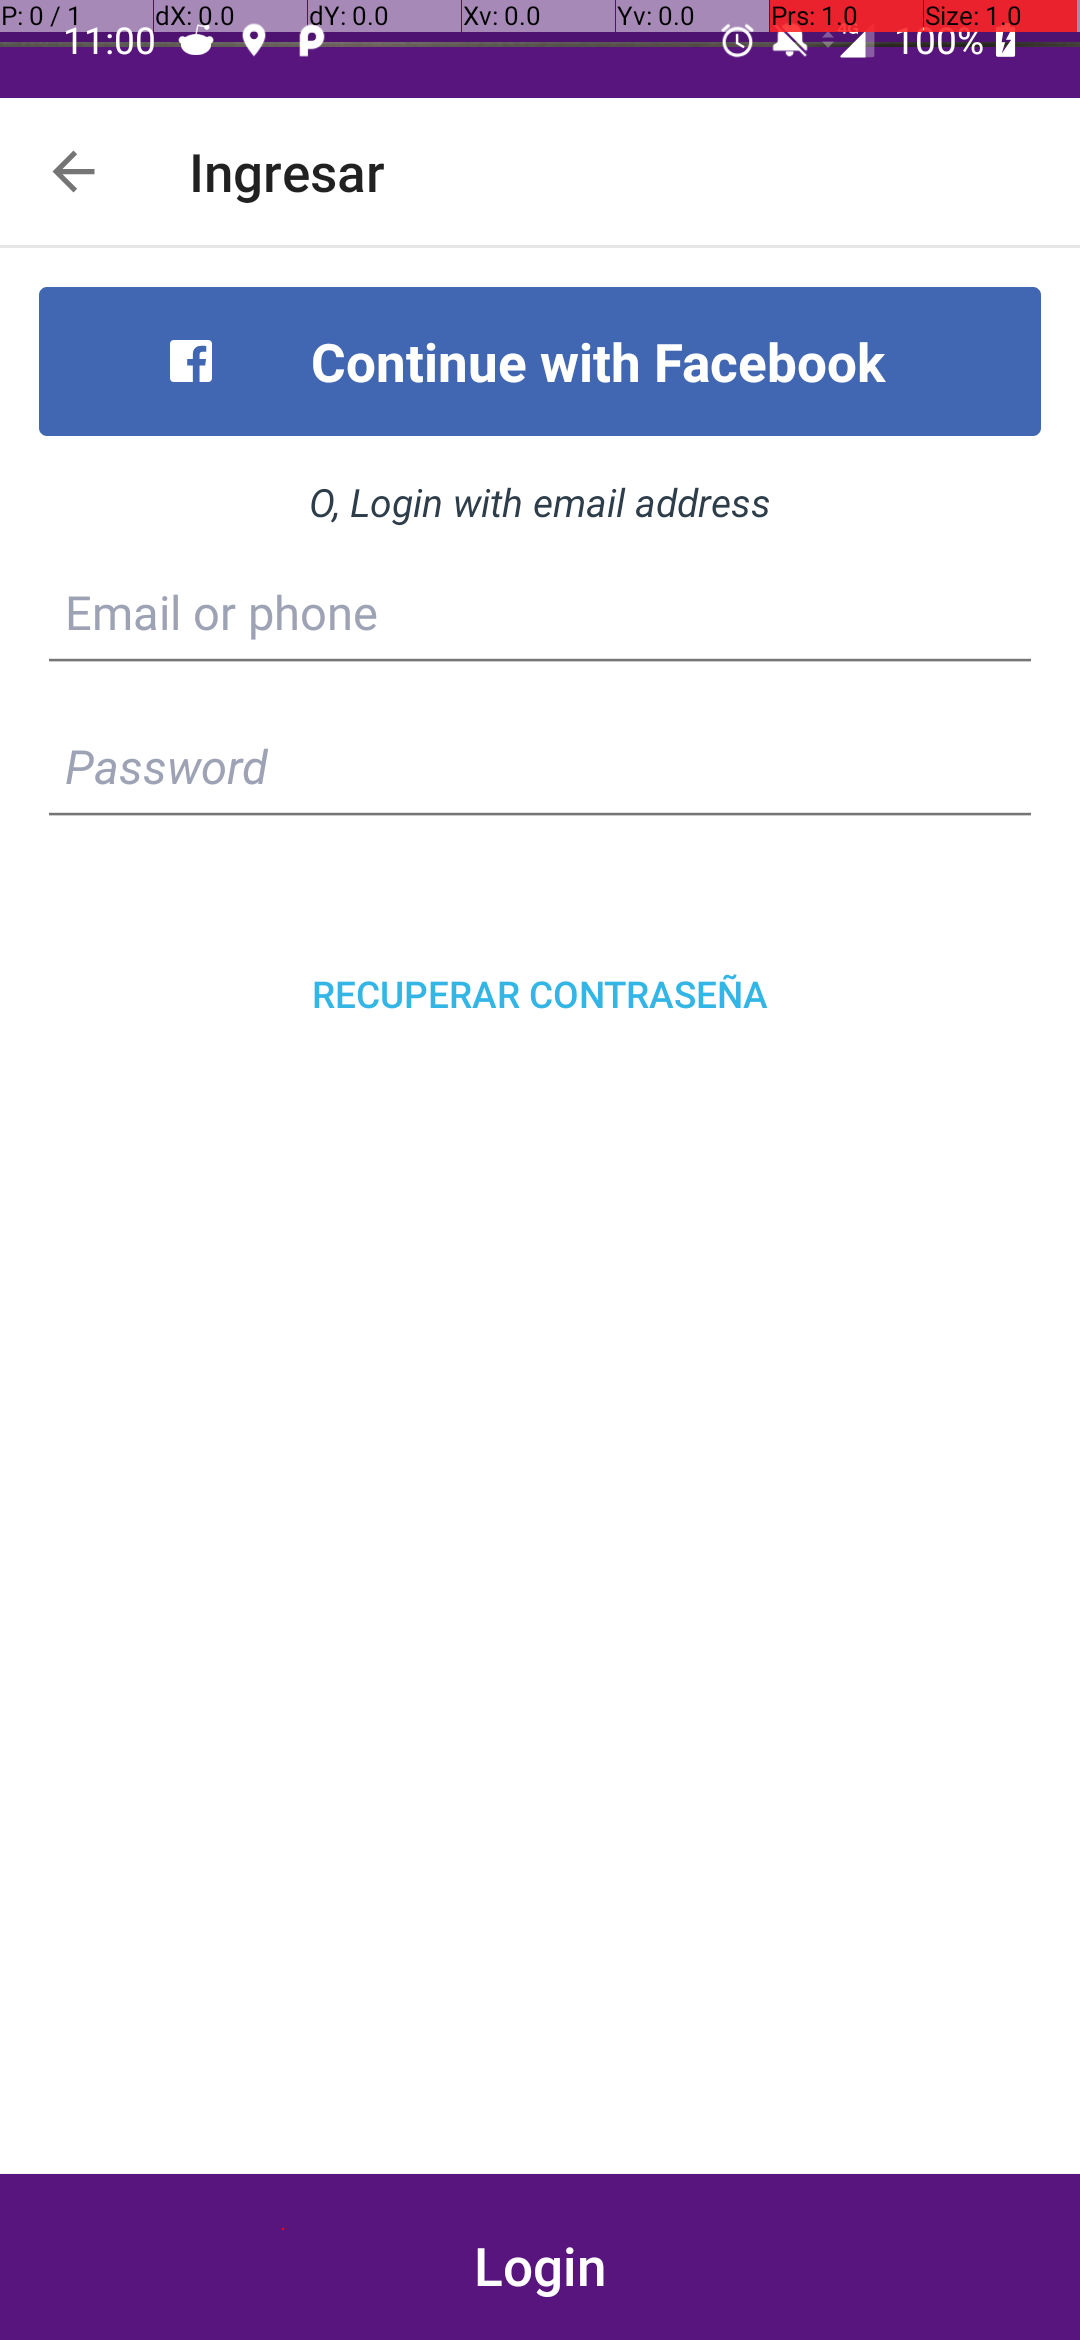 P: 0 / 1 dX: 0.0 dY: 0.0 Xv: 0.0 Yv: 0.0 Prs: 1.0 Size: 1.0
11:00 100%
Ingresar
Continue with Facebook
O, Login with email address
Email or phone
Password
RECUPERAR CONTRASEÑA
Login